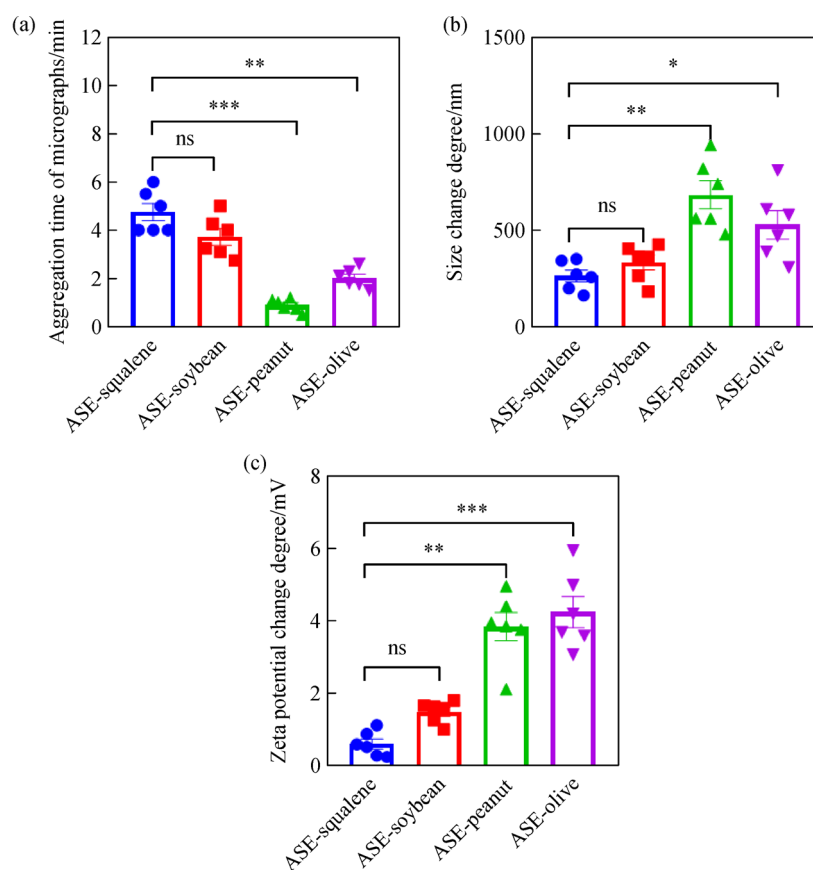 (a)
Aggregation time of micrographs/min
12
10
8
6
4
2
0
**
***
ns
ASE-squalene
ASE-soybean
ASE-peanut
ASE-olive
(b)
Size change degree/nm
1500
1000
500
0
*
**
ns
ASE-squalene
ASE-soybean
ASE-peanut
ASE-olive
(c)
Zeta potential change degree/mV
8
6
4
2
0
***
**
ns
ASE-squalene
ASE-soybean
ASE-peanut
ASE-olive